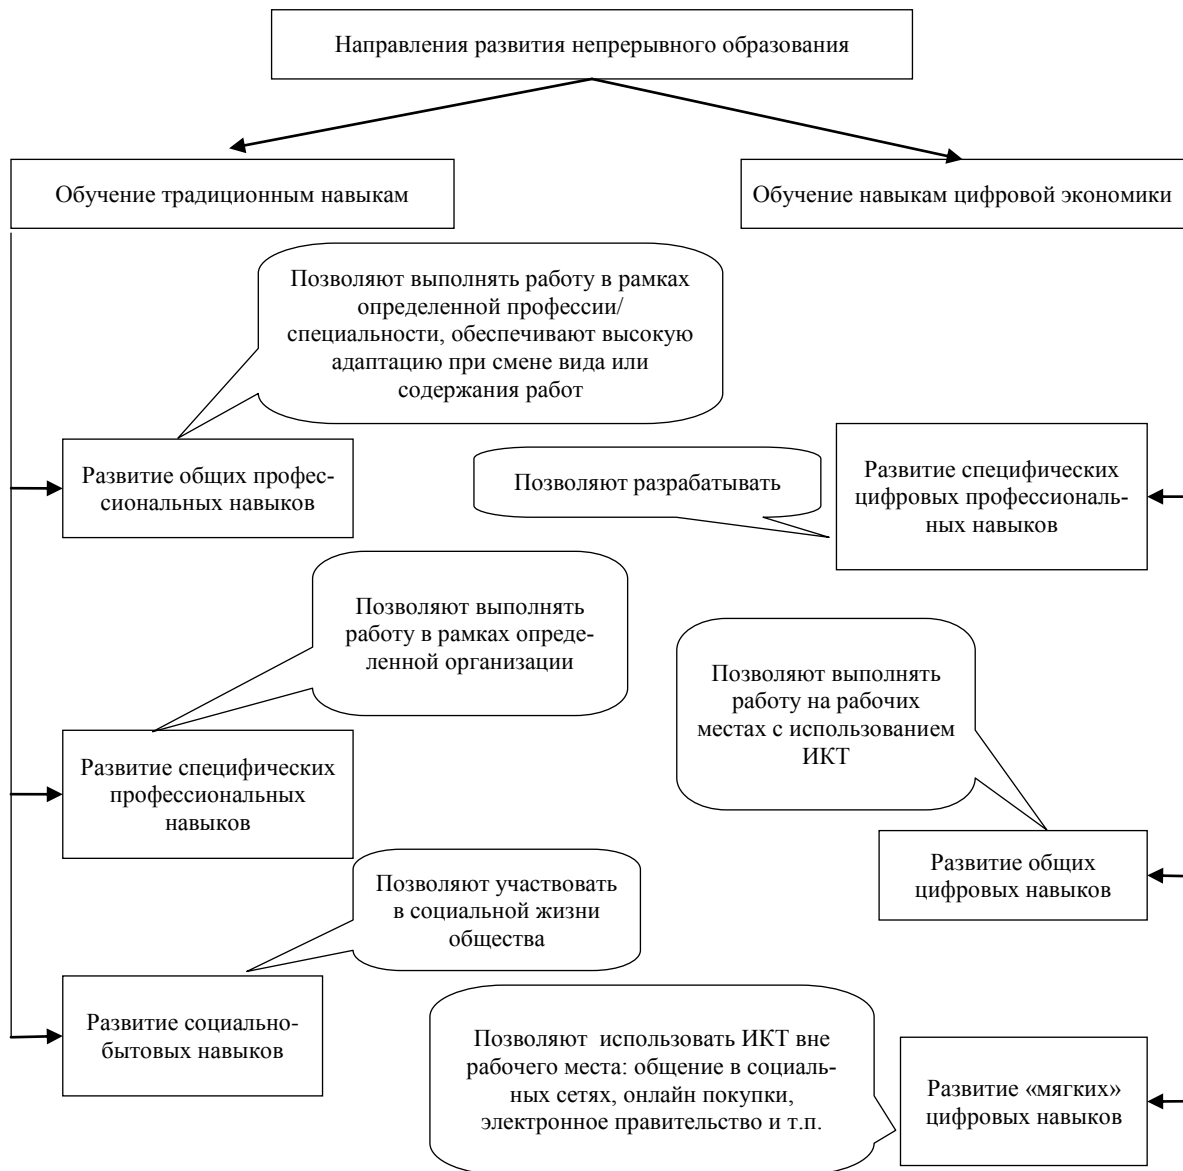 Направления развития непрерывного образования
Обучение традиционным навыкам
Обучение навыкам цифровой экономики
Позволяют выполнять работу в рамках
определенной профессии/
специальности, обеспечивают высокую
адаптацию при смене вида или
содержания работ
Развитие общих профес-
сиональных навыков
Позволяют разрабатывать
Развитие специфических
цифровых профессиональ-
ных навыков
Позволяют выполнять
работу в рамках опреде-
ленной организации
Позволяют выполнять
работу на рабочих
местах с использованием
ИКТ
Развитие специфических
профессиональных
навыков
Развитие общих
цифровых навыков
Позволяют участвовать
в социальной жизни
общества
Развитие социально-
бытовых навыков
Позволяют использовать ИКТ вне
рабочего места: общение в социаль-
ных сетях, онлайн покупки,
электронное правительство и т.п.
Развитие «мягких»
цифровых навыков